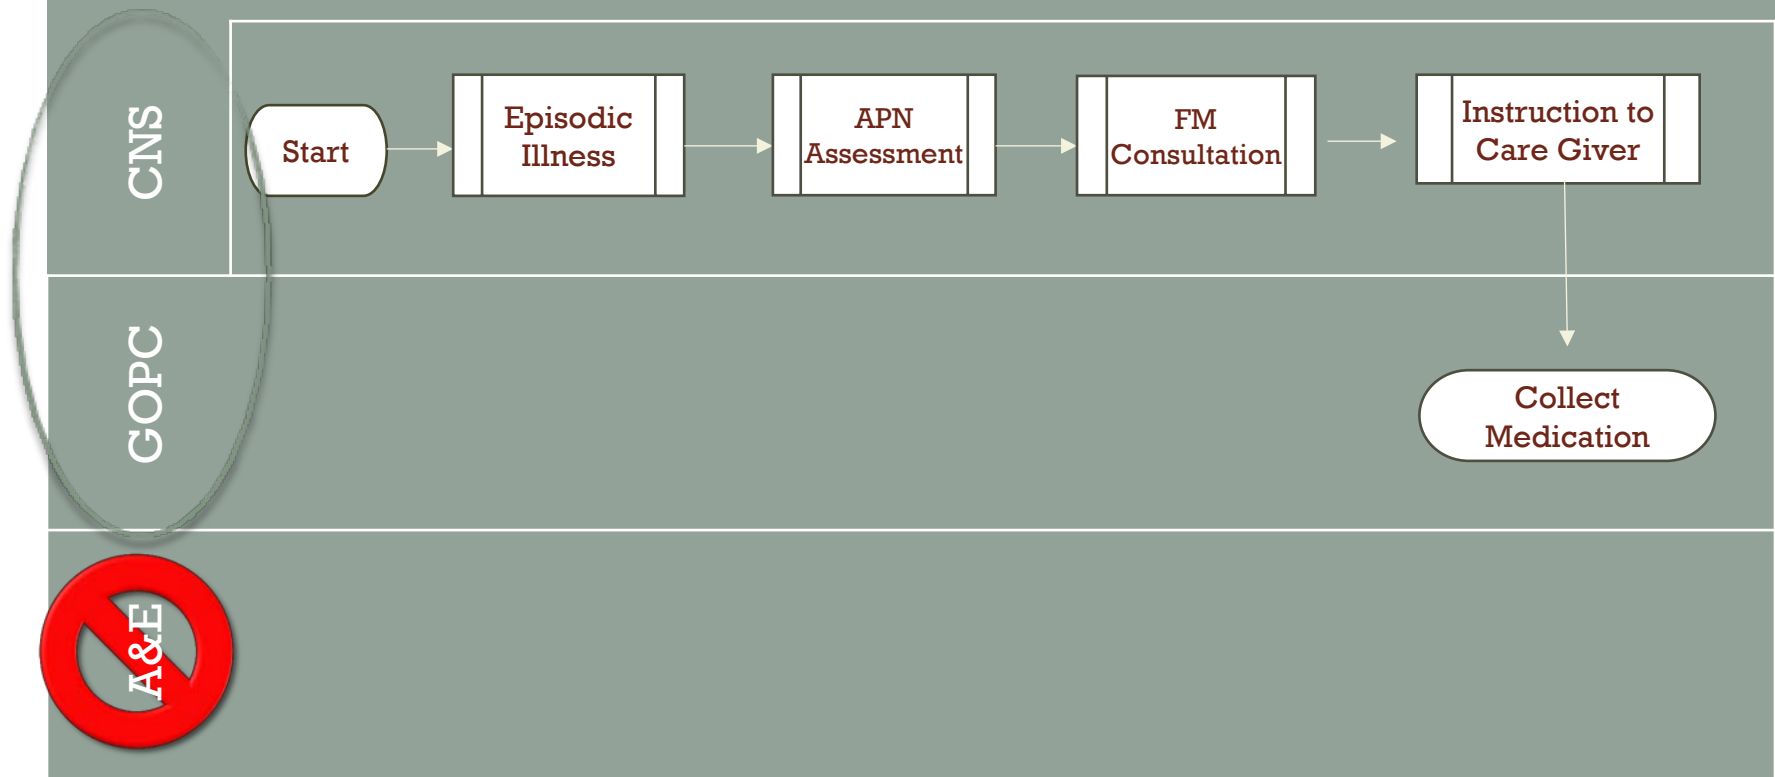 CNS
Start
Episodic
Illness
APN
Assessment
FM
Consultation
Instruction to
Care Giver
GOPC
Collect
Medication
A&E